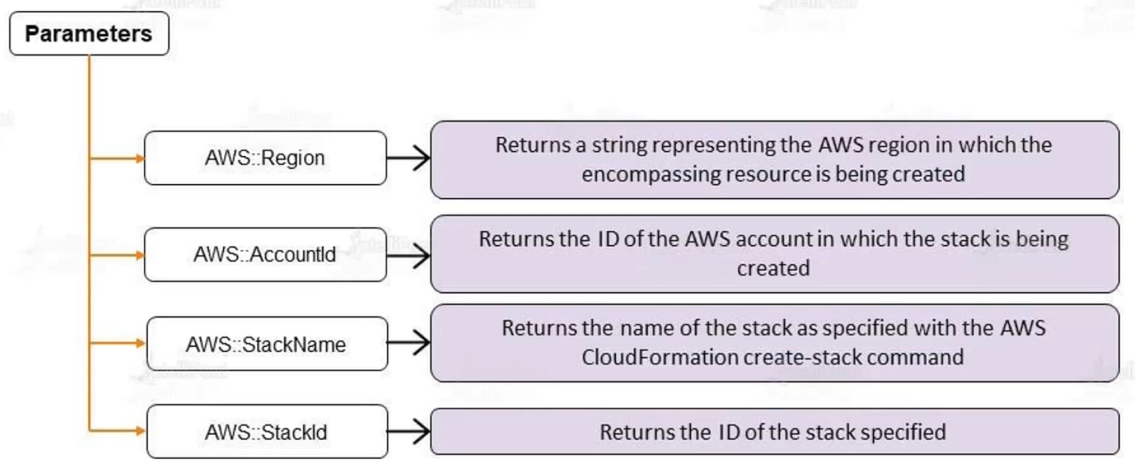 Parameters
AWS::Region
Returns a string representing the AWS region in which the
encompassing resource is being created
AWS::AccountId
Returns the ID of the AWS account in which the stack is being
created
AWS::StackName
Returns the name of the stack as specified with the AWS
CloudFormation create-stack command
AWS::StackId
Returns the ID of the stack specified